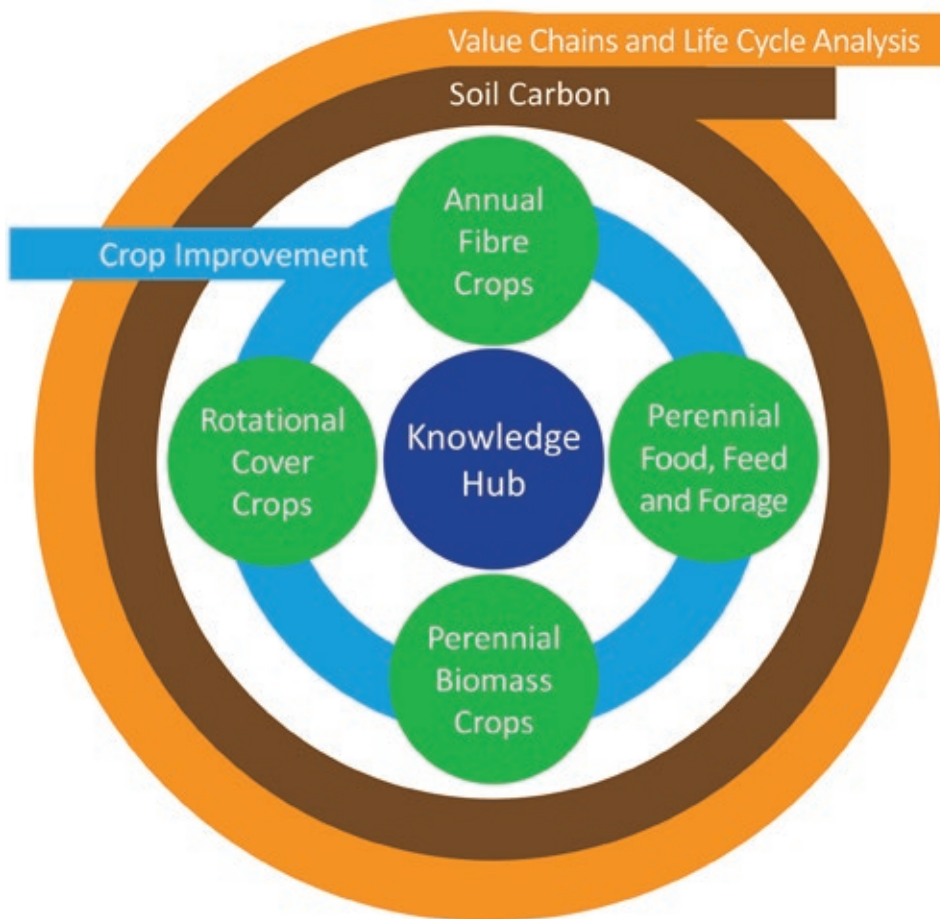 Value Chains and Life Cycle Analysis
Soil Carbon
Annual
Fibre
Crops
Crop Improvement
Rotational
Cover
Crops
Knowledge
Hub
Perennial
Food, Feed
and Forage
Perennial
Biomass
Crops